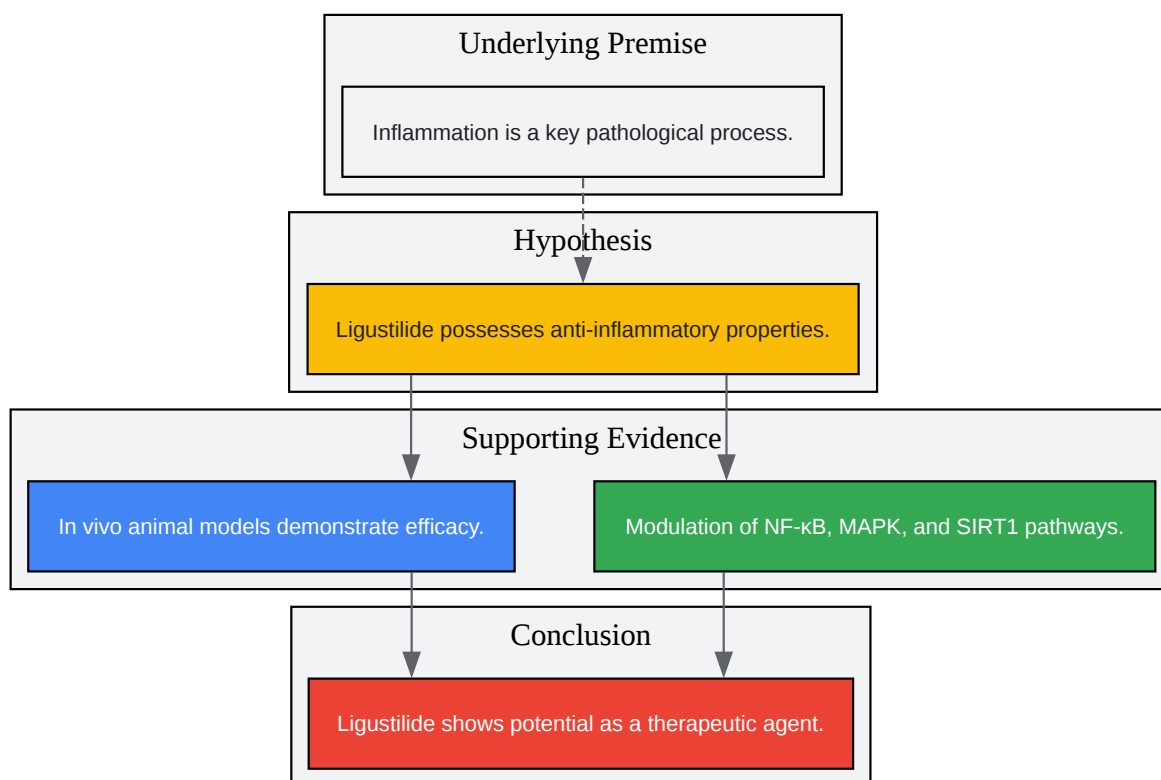 Underlying Premise
Inflammation is a key pathological process.
Hypothesis
Ligustilide possesses anti-inflammatory properties.
Supporting Evidence
In vivo animal models demonstrate efficacy.
Modulation of NF-κB, MAPK, and SIRT1 pathways.
Conclusion
Ligustilide shows potential as a therapeutic agent.